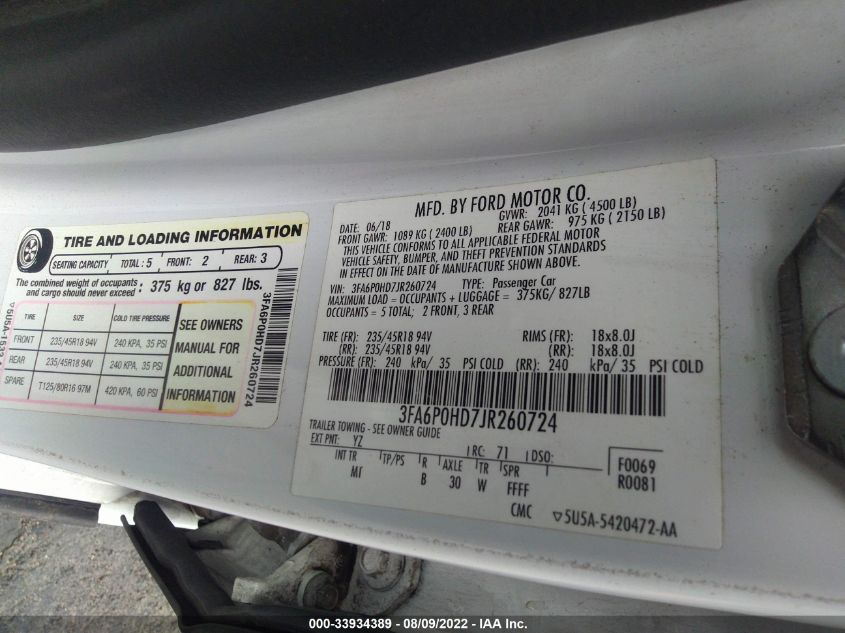 TIRE AND LOADING INFORMATION
SEATING CAPACITY TOTAL: 5 FRONT: 2 REAR: 3
The combined weight of occupants and cargo should never exceed: 375 kg or 827 lbs.
TIRE SIZE COLD TIRE PRESSURE
FRONT 235/45R18 94V 240 KPA, 35 PSI
REAR 235/45R18 94V 240 KPA, 35 PSI
SPARE T125/80R16 97M 420 KPA, 60 PSI
SEE OWNERS
MANUAL FOR
ADDITIONAL
INFORMATION
3FA6P0HD7JR260724
MFD. BY FORD MOTOR CO.
DATE: 06/18 GVWR: 2041 KG ( 4500 LB)
FRONT GAWR: 1089 KG ( 2400 LB) REAR GAWR: 975 KG ( 2150 LB)
THIS VEHICLE CONFORMS TO ALL APPLICABLE FEDERAL MOTOR
VEHICLE SAFETY, BUMPER, AND THEFT PREVENTION STANDARDS
IN EFFECT ON THE DATE OF MANUFACTURE SHOWN ABOVE.
VIN: 3FA6P0HD7JR260724 TYPE: Passenger Car
MAXIMUM LOAD = OCCUPANTS + LUGGAGE = 375KG/ 827LB
OCCUPANTS = 5 TOTAL; 2 FRONT, 3 REAR
TIRE (FR): 235/45R18 94V RIMS (FR): 18x8.0J
(RR): 235/45R18 94V (RR): 18x8.0J
PRESSURE (FR): 240 kPa/ 35 PSI COLD (RR): 240 kPa/ 35 PSI COLD
3FA6P0HD7JR260724
TRAILER TOWING - SEE OWNER GUIDE
EXT PNT: YZ RC: 71 DSO:
INT TR TP/PS R AXLE TR SPR
MT B 30 W FFFF
F0069
R0081
CMC
5U5A-5420472-AA
000-33934389 - 08/09/2022 - IAA Inc.